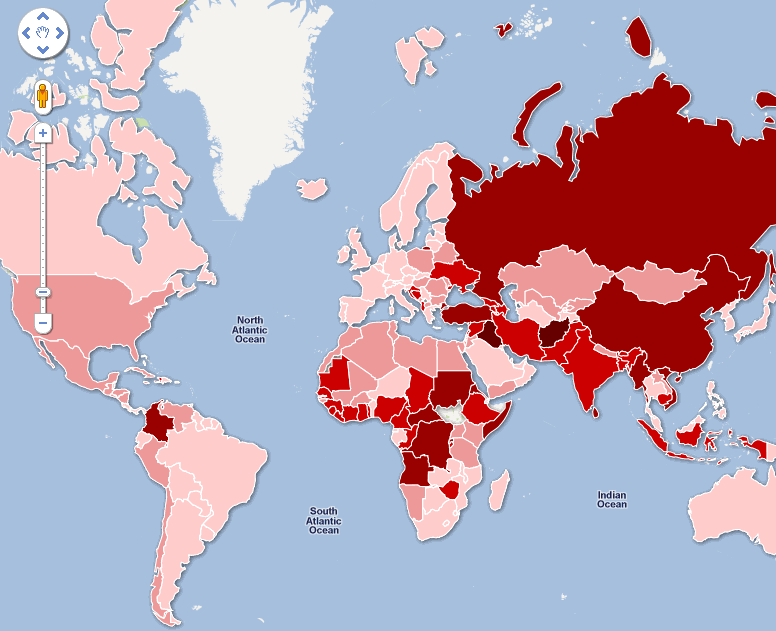 North
Atlantic
Ocean
South
Atlantic
Ocean
Indian
Ocean